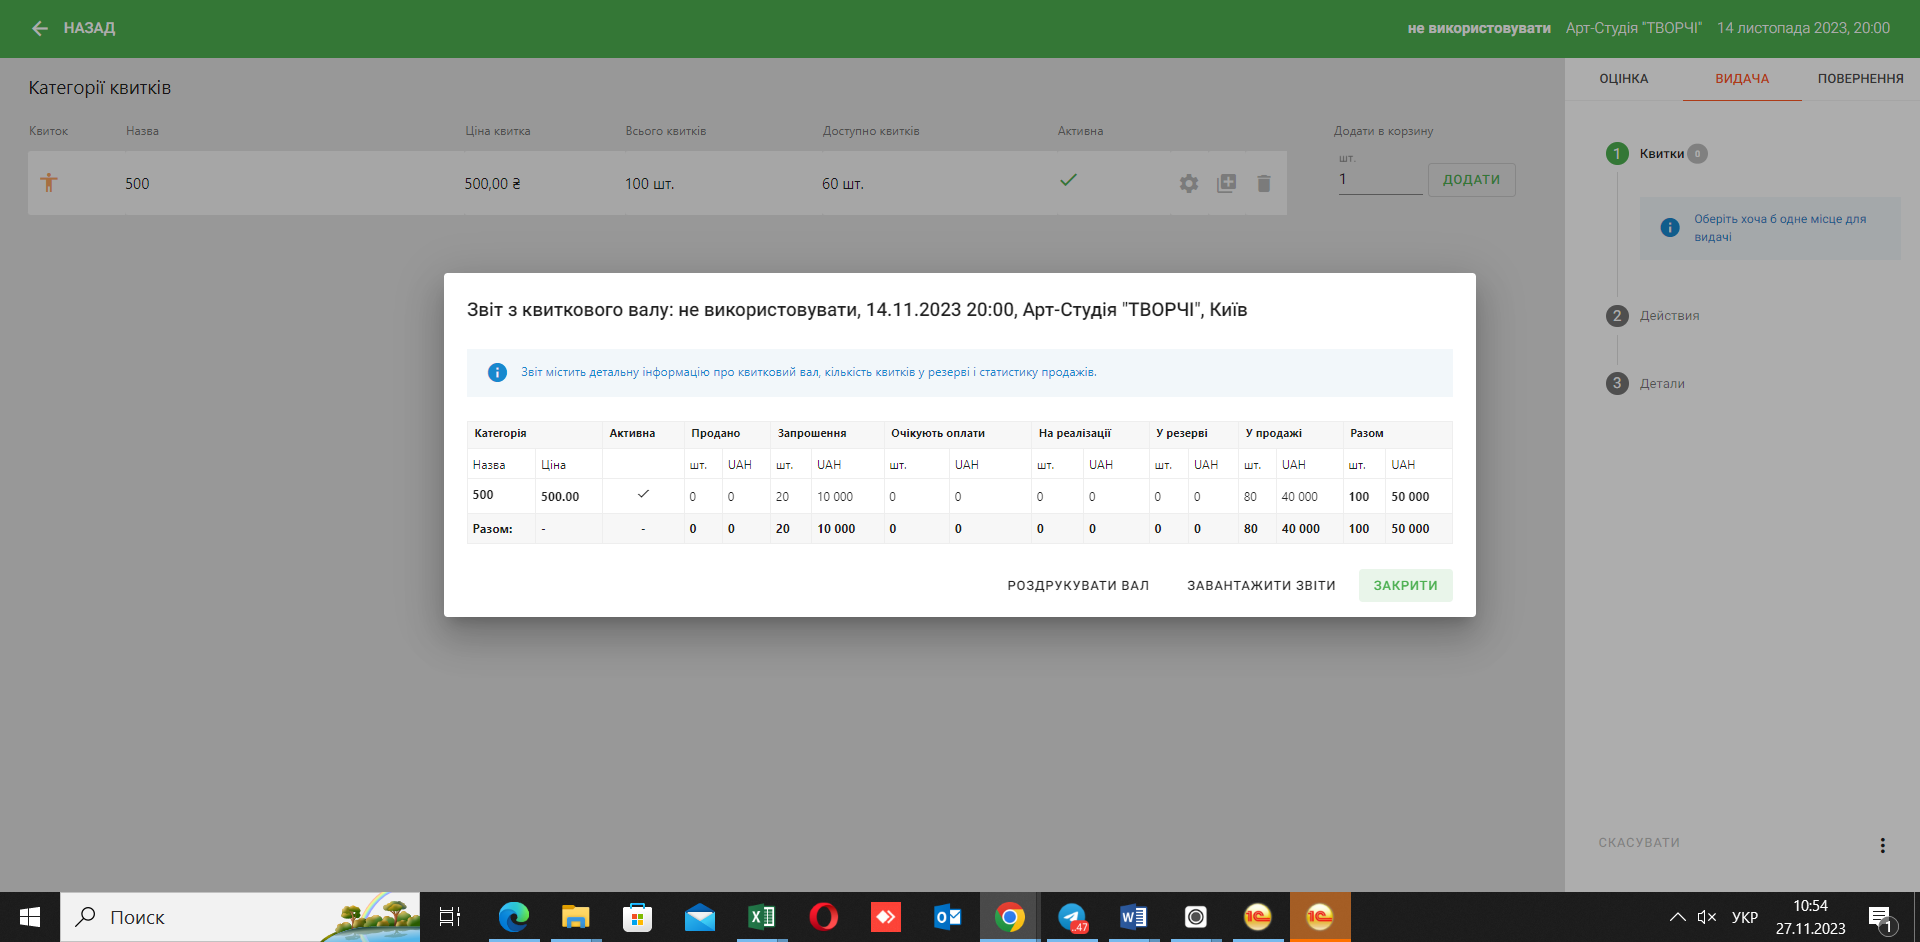 НАЗАД
не використовувати Арт-Студія "ТВОРЧІ" 14 листопада 2023, 20:00
Категорії квитків
Квиток Назва Ціна квитка Всього квитків Доступно квитків Активна Додати в корзину
500 500,00 ₴ 100 шт. 60 шт.
шт.
1
ДОДАТИ
ОЦІНКА ВИДАЧА ПОВЕРНЕННЯ
1 Квитки 0
Оберіть хоча б одне місце для
видачі
2 Действия
3 Детали
СКАСУВАТИ
Звіт з квиткового валу: не використовувати, 14.11.2023 20:00, Арт-Студія "ТВОРЧІ", Київ
Звіт містить детальну інформацію про квитковий вал, кількість квитків у резерві і статистику продажів.
Категорія Активна Продано Запрошення Очікують оплати На реалізації У резерві У продажі Разом
Назва Ціна шт. UAH шт. UAH шт. UAH шт. UAH шт. UAH шт. UAH шт. UAH
500 500.00 0 0 20 10 000 0 0 0 0 0 0 80 40 000 100 50 000
Разом: - - 0 0 20 10 000 0 0 0 0 0 0 80 40 000 100 50 000
РОЗДРУКУВАТИ ВАЛ ЗАВАНТАЖИТИ ЗВІТИ ЗАКРИТИ
Поиск
.47
УКР
10:54
27.11.2023
1